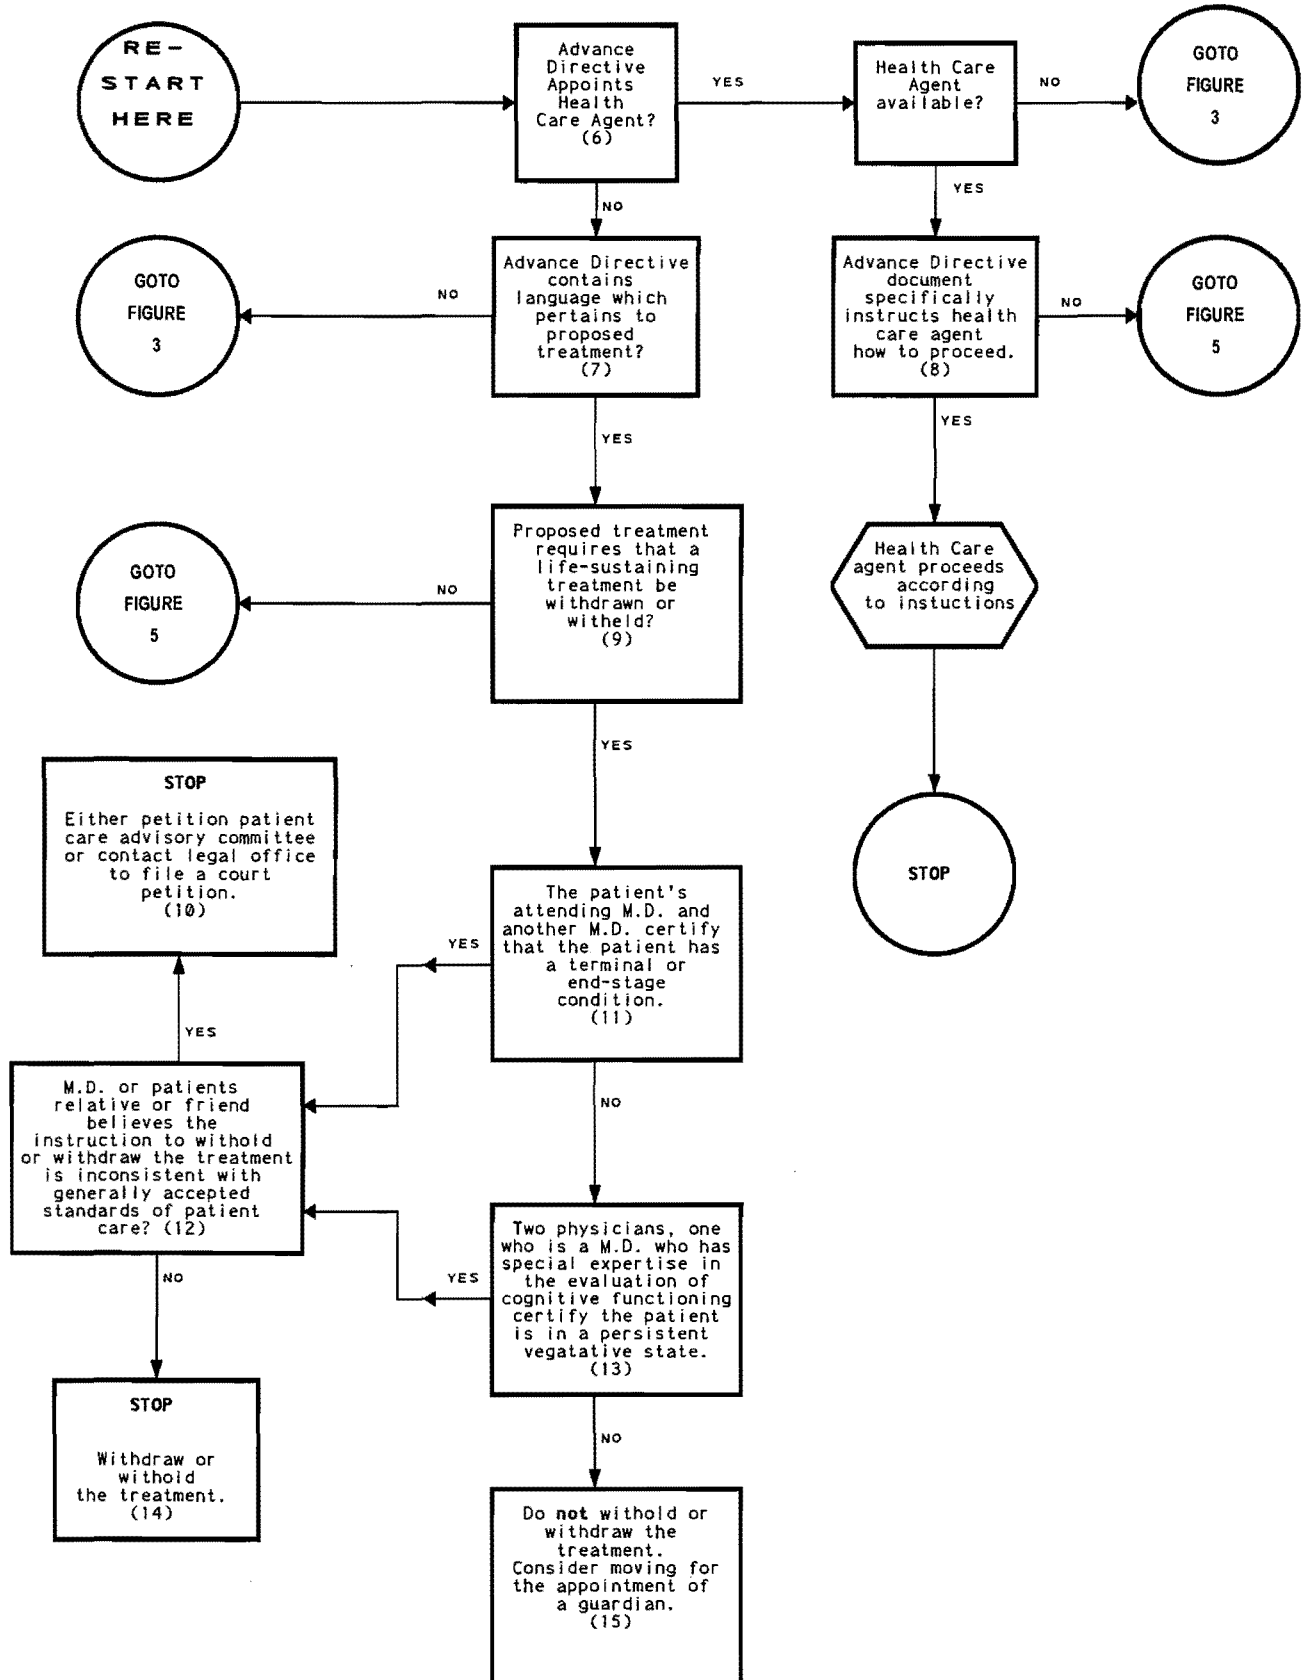 RE-
START
HERE
Advance
Directive
Appoints
Health
Care Agent?
(6)
YES
Health Care
Agent
available?
NO
GOTO
FIGURE
3
NO
YES
GOTO
FIGURE
3
NO
Advance Directive
contains
language which
pertains to
proposed
treatment?
(7)
Advance Directive
document
specifically
instructs health
care agent
how to proceed.
(8)
NO
GOTO
FIGURE
5
YES
YES
GOTO
FIGURE
5
NO
Proposed treatment
requires that a
life-sustaining
treatment be
withdrawn or
witheld?
(9)
Health Care
agent proceeds
according
to instuctions
YES
STOP
Either petition patient
care advisory committee
or contact legal office
to file a court
petition.
(10)
YES
The patient's
attending M.D. and
another M.D. certify
that the patient has
a terminal or
end-stage
condition.
(11)
STOP
YES
NO
M.D. or patients
relative or friend
believes the
instruction to withold
or withdraw the treatment
is inconsistent with
generally accepted
standards of patient
care? (12)
YES
Two physicians, one
who is a M.D. who has
special expertise in
the evaluation of
cognitive functioning
certify the patient
is in a persistent
vegatative state.
(13)
NO
STOP
Withdraw or
withold
the treatment.
(14)
NO
Do not withold or
withdraw the
treatment.
Consider moving for
the appointment of
a guardian.
(15)